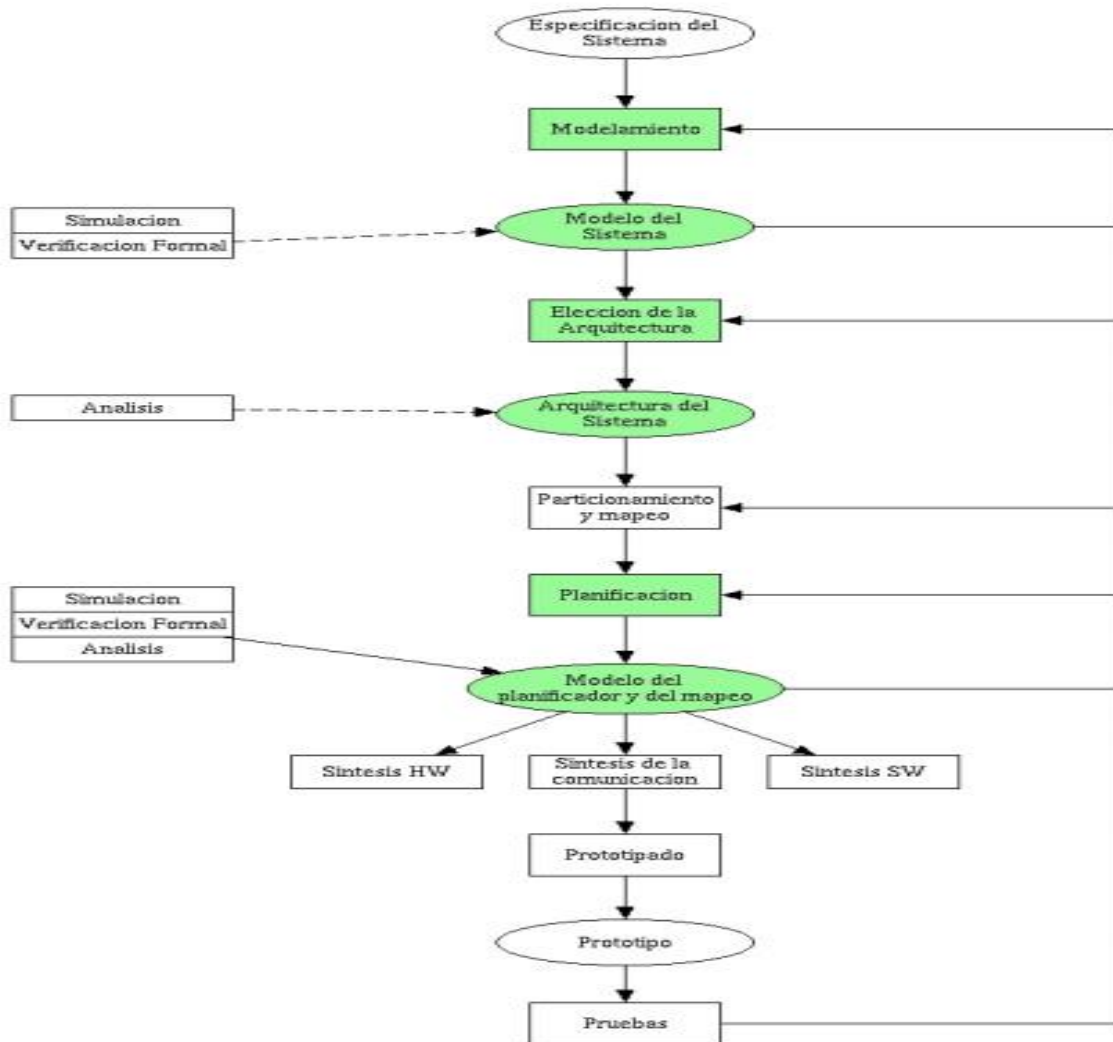 Especificacion del
Sistema
Modelamiento
Simulacion
Verificacion Formal
Modelo del
Sistema
Eleccion de la
Arquitectura
Analisis
Arquitectura del
Sistema
Particionamiento
y mapeo
Simulacion
Verificacion Formal
Analisis
Planificacion
Modelo del
planificador y del mapeo
Sintesis HW
Sintesis de la
comunicacion
Sintesis SW
Prototipado
Prototipo
Pruebas